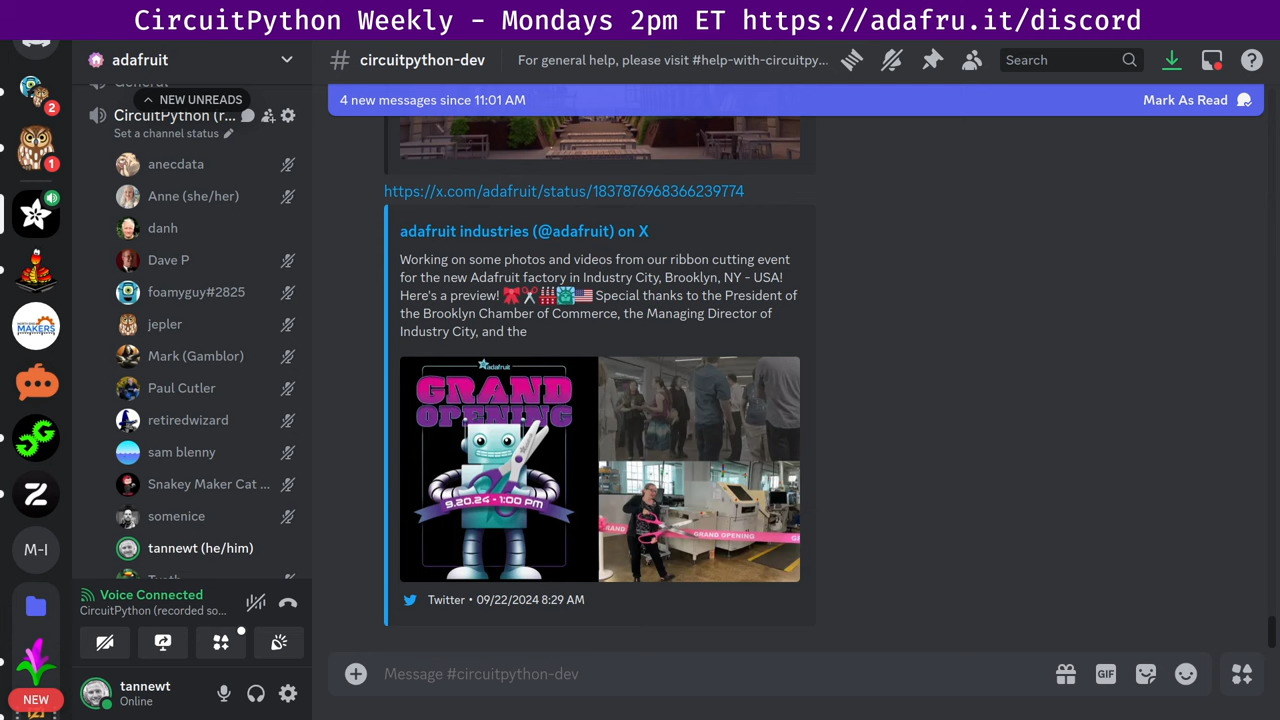 CircuitPython Weekly - Mondays 2pm ET https://adafru.it/discord
adafruit
circuitpython-dev
For general help, please visit #help-with-circuitpy...
Search
NEW UNREADS
4 new messages since 11:01 AM
Mark As Read
General
CircuitPython (r...
Set a channel status
anecdata
Anne (she/her)
danh
Dave P
foamyguy#2825
jepler
Mark (Gamblor)
Paul Cutler
retiredwizard
sam blenny
Snakey Maker Cat ...
somenice
tannewt (he/him)
Voice Connected
CircuitPython (recorded so...
tannewt
Online
2
1
MAKERS
M-I
NEW
https://x.com/adafruit/status/1837876968366239774
adafruit industries (@adafruit) on X
Working on some photos and videos from our ribbon cutting event
for the new Adafruit factory in Industry City, Brooklyn, NY - USA!
Here's a preview! 🎀✂️🏭🗽🇺🇸 Special thanks to the President of
the Brooklyn Chamber of Commerce, the Managing Director of
Industry City, and the
adafruit
GRAND
OPENING
9.20.24 - 1:00 PM
GRAND OPENING
Twitter • 09/22/2024 8:29 AM
Message #circuitpython-dev
GIF